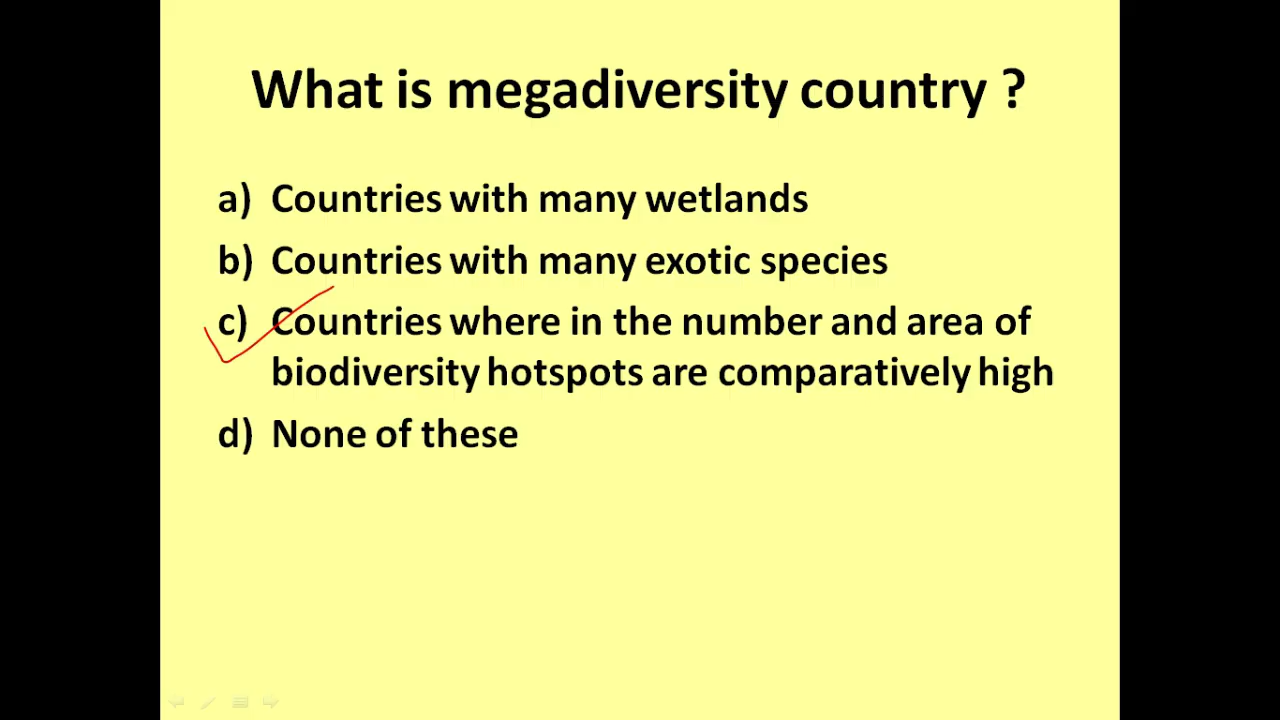 What is megadiversity country ?
a) Countries with many wetlands
b) Countries with many exotic species
c) Countries where in the number and area of
biodiversity hotspots are comparatively high
d) None of these